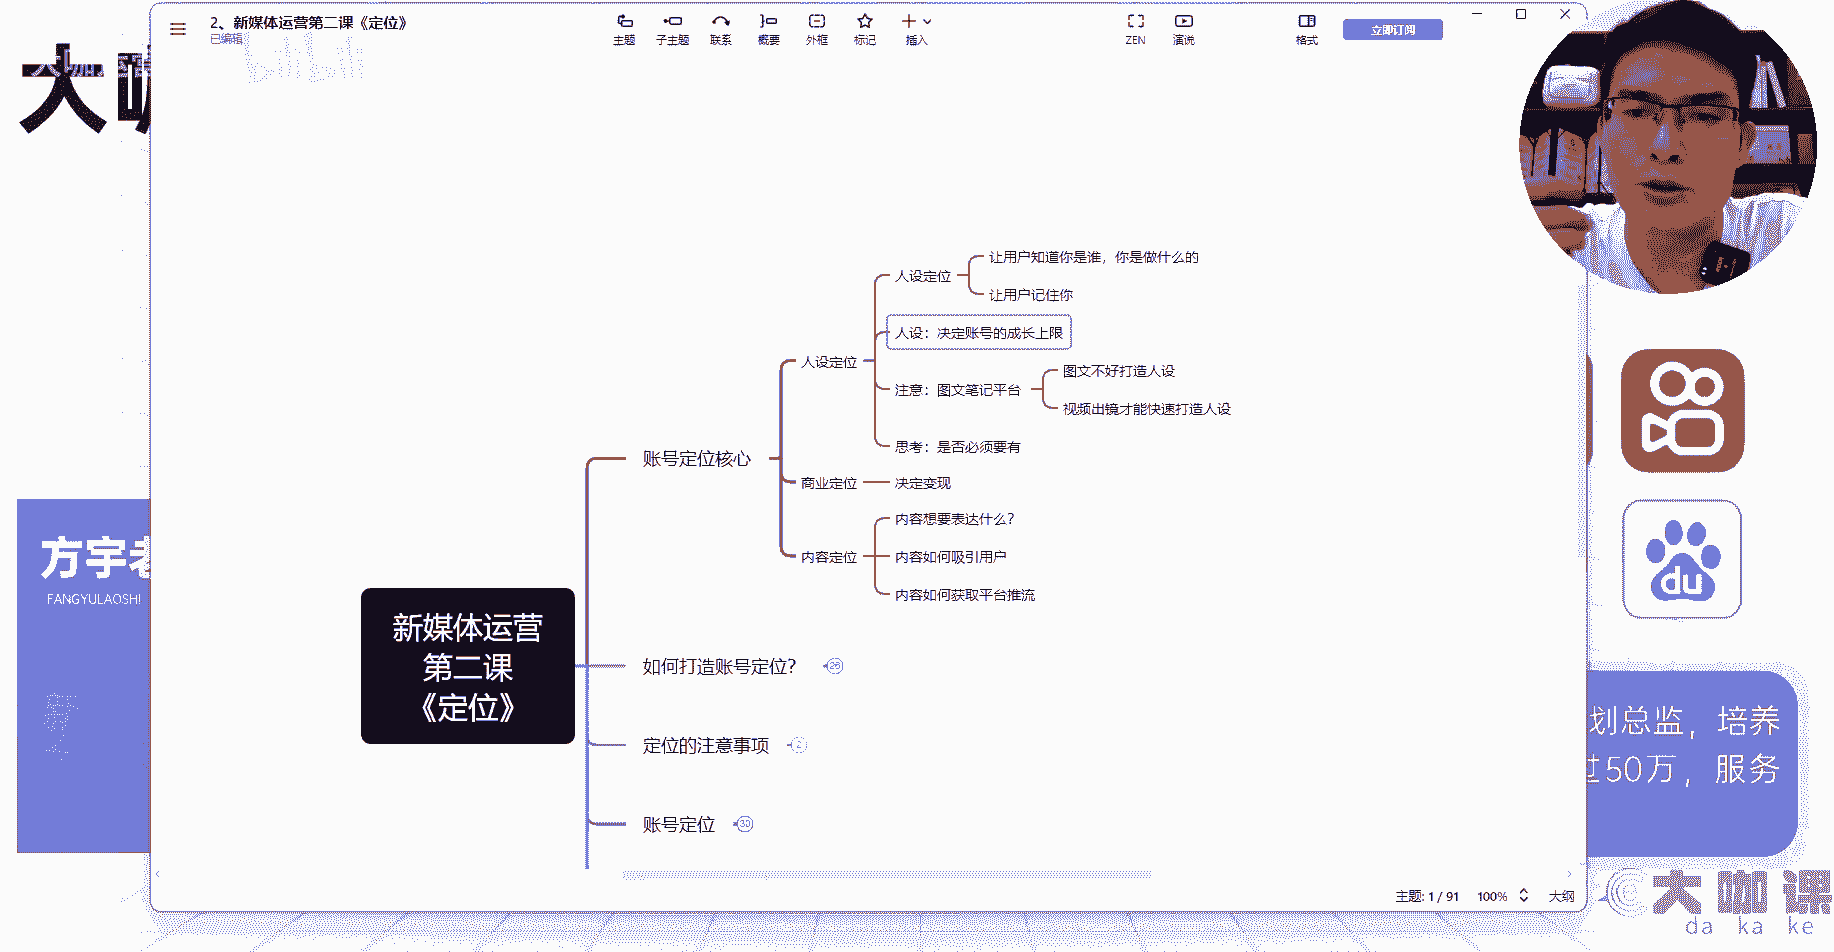 2、新媒体运营第二课《定位》
已编辑
主题
子主题
联系
概要
外框
标记
插入
ZEN
演说
格式
立即订阅
bilibili
大咖
方宇老
FANGYULAOSHI
新媒体运营
第二课
《定位》
账号定位核心
人设定位
人设定位
让用户知道你是谁，你是做什么的
让用户记住你
人设：决定账号的成长上限
注意：图文笔记平台
图文不好打造人设
视频出镜才能快速打造人设
思考：是否必须要有
商业定位
决定变现
内容定位
内容想要表达什么？
内容如何吸引用户
内容如何获取平台推流
如何打造账号定位？
26
定位的注意事项
2
账号定位
30
du
划总监，培养
过50万，服务
主题: 1 / 91
100%
大纲
大咖课
da ka ke